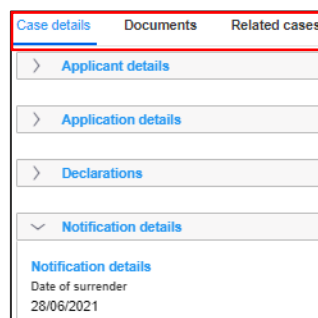 Case details Documents Related cases
Applicant details
Application details
Declarations
Notification details
Notification details
Date of surrender
28/06/2021